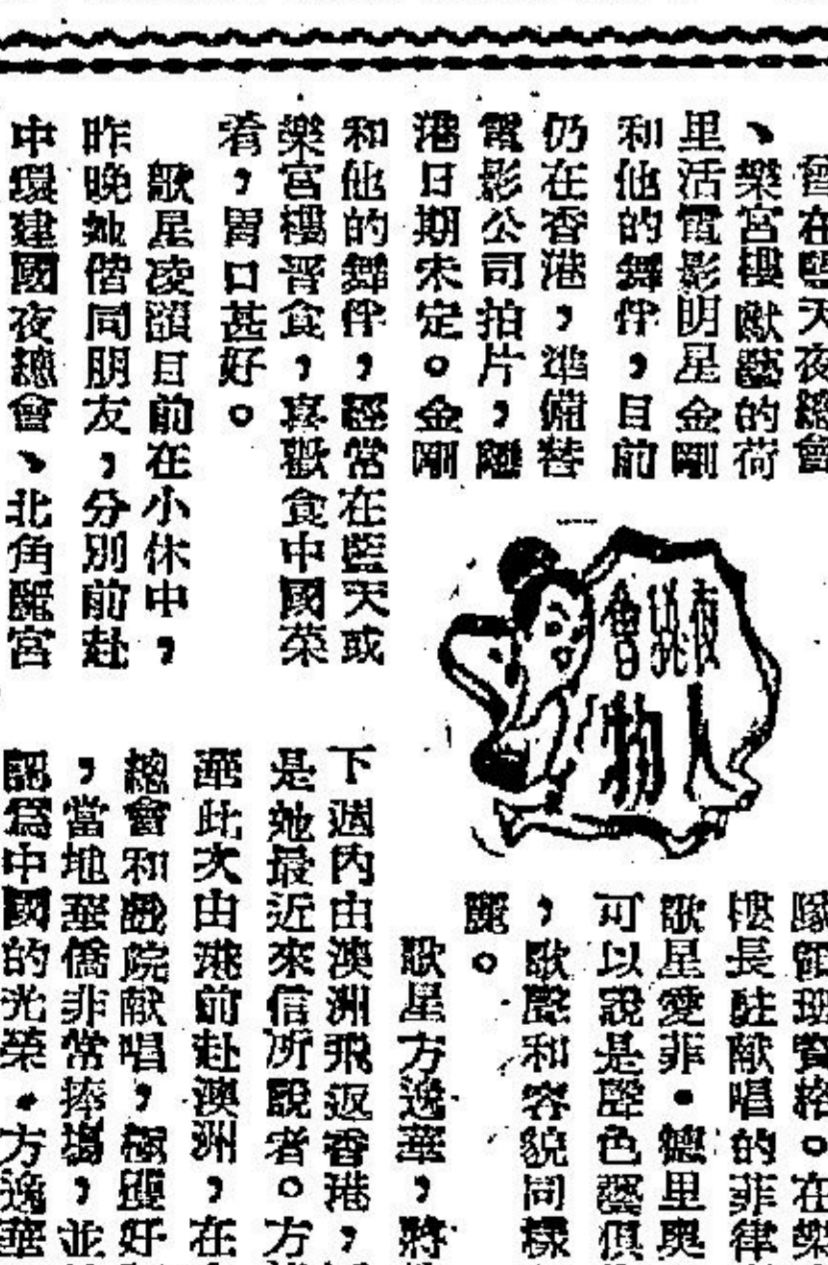 曾在藍天夜總會
、樂宮樓獻藝的荷
里活電影明星金剛
和他的舞伴，目前
仍在香港，準備替
電影公司拍片，離
港日期未定。金剛
和他的舞伴，經常在藍天或
樂宮樓晋食，喜歡食中國菜
肴，胃口甚好。
歌星凌韻目前在小休中，
昨晚她偕同朋友，分別前赴
中環建國夜總會、北角麗宮
夜總會
人物
隊領班資格。在樂
樓長駐献唱的菲律
歌星愛菲•德里奧
可以說是聲色藝俱
，歌聲和容貌同樣
麗。
歌星方逸華，將
下週內由澳洲飛返香港，
是她最近來信所說者。方
華此次由港前赴澳洲，在
總會和戲院献唱，極獲好
，當地華僑非常捧場，並
認為中國的光榮。方逸華